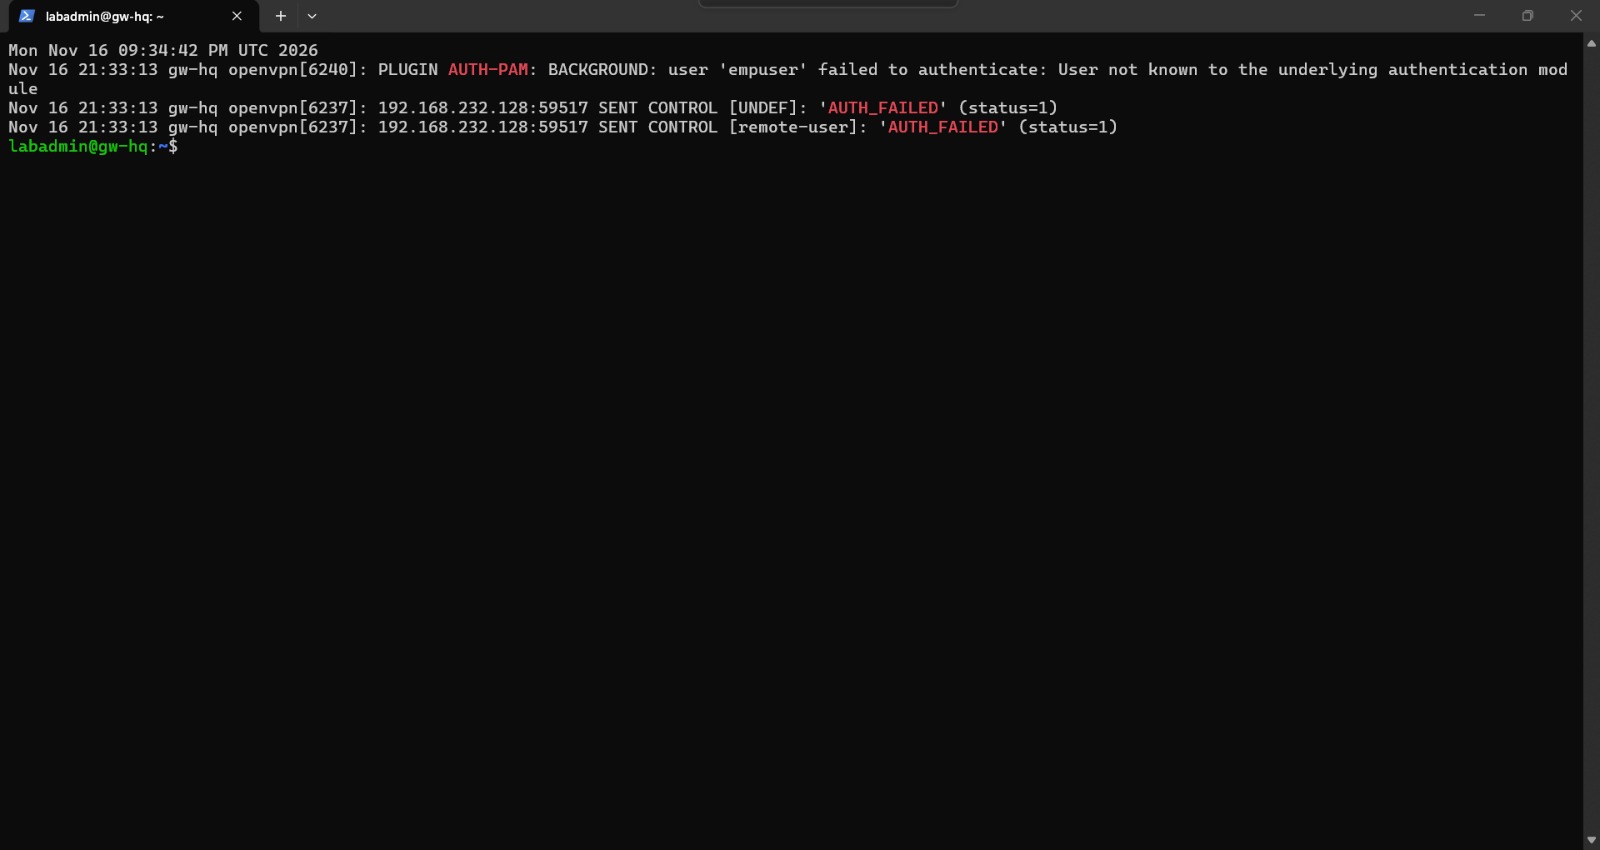 labadmin@gw-hq: ~
Mon Nov 16 09:34:42 PM UTC 2026
Nov 16 21:33:13 gw-hq openvpn[6240]: PLUGIN AUTH-PAM: BACKGROUND: user 'empuser' failed to authenticate: User not known to the underlying authentication mod
ule
Nov 16 21:33:13 gw-hq openvpn[6237]: 192.168.232.128:59517 SENT CONTROL [UNDEF]: 'AUTH_FAILED' (status=1)
Nov 16 21:33:13 gw-hq openvpn[6237]: 192.168.232.128:59517 SENT CONTROL [remote-user]: 'AUTH_FAILED' (status=1)
labadmin@gw-hq:~$